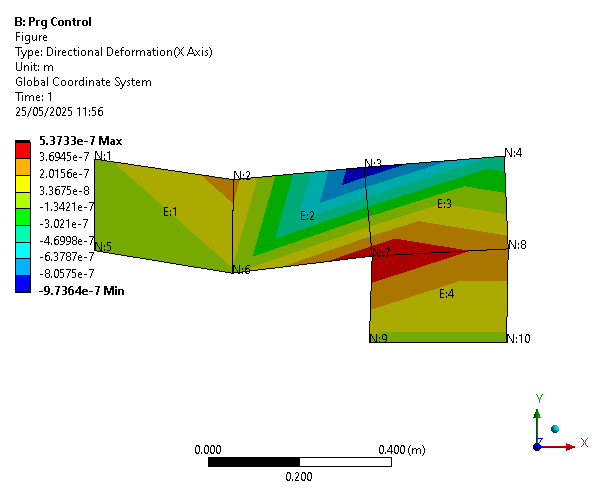 B: Prg Control
Figure
Type: Directional Deformation(X Axis)
Unit: m
Global Coordinate System
Time: 1
25/05/2025 11:56
5.3733e-7 Max
3.6945e-7
2.0156e-7
3.3675e-8
-1.3421e-7
-3.021e-7
-4.6998e-7
-6.3787e-7
-8.0575e-7
-9.7364e-7 Min
N:1
N:2
N:3
N:4
E:1
E:2
E:3
N:5
N:6
N:7
N:8
E:4
N:9
N:10
0.000
0.400 (m)
0.200
Y
X
Z